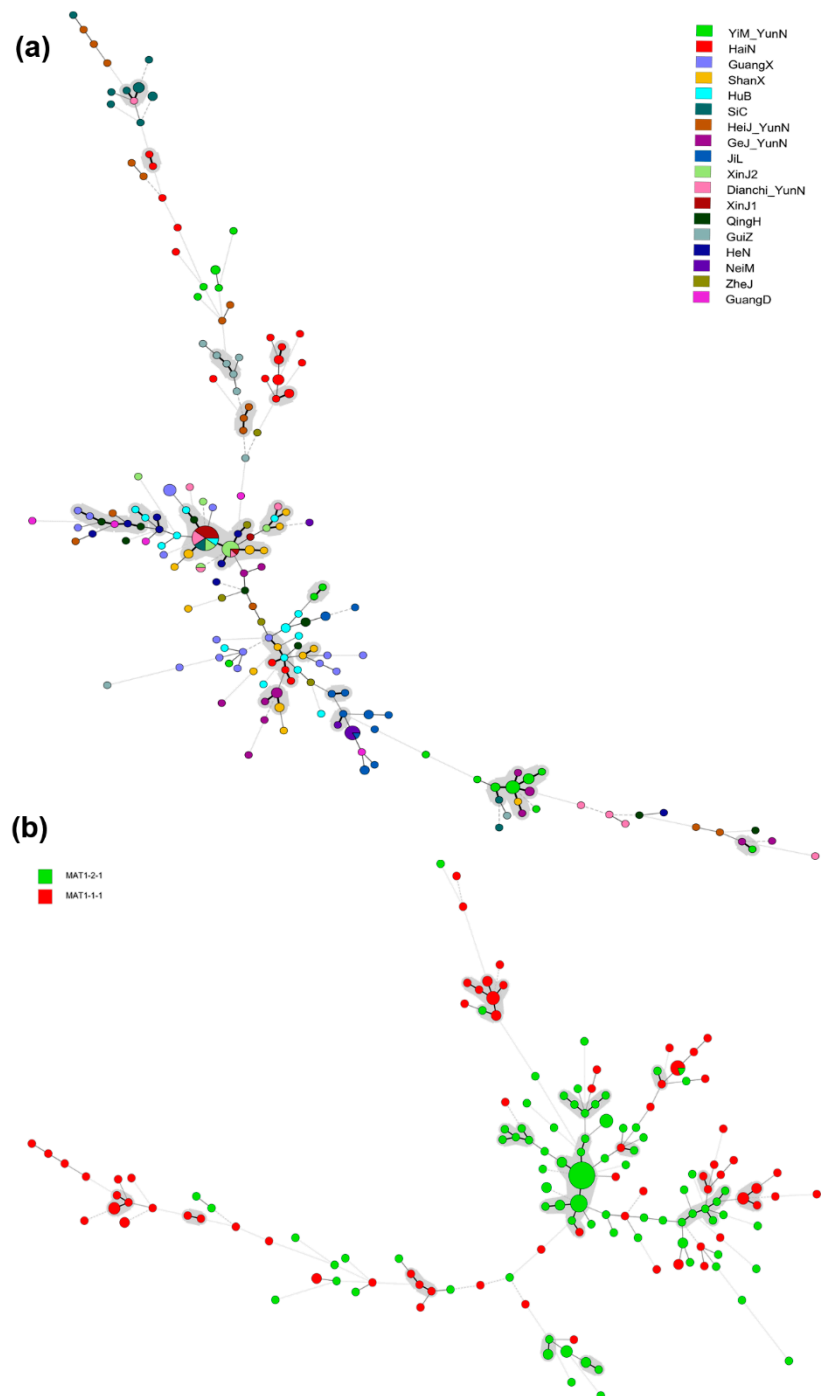 (a)
YiM_YunN
HaiN
GuangX
ShanX
HuB
SiC
HeiJ_YunN
GeJ_YunN
JiL
XinJ2
Dianchi_YunN
XinJ1
QingH
GuiZ
HeN
NeiM
ZheJ
GuangD
(b)
MAT1-2-1
MAT1-1-1